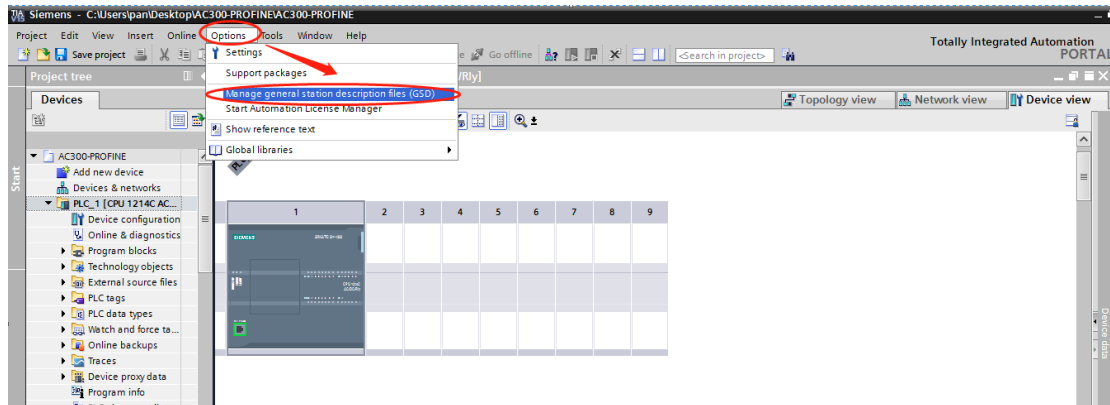 Siemens - C:\Users\pan\Desktop\AC300-PROFINE\AC300-PROFINE
Project Edit View Insert Online Options Tools Window Help
Totally Integrated Automation
PORTAL
Save project
Go offline
<Search in project>
Settings
Support packages
Manage general station description files (GSD)
Start Automation License Manager
Show reference text
Global libraries
Project tree
/Rly]
Devices
Topology view Network view Device view
AC300-PROFINE
Add new device
Devices & networks
PLC_1 [CPU 1214C AC...
Device configuration
Online & diagnostics
Program blocks
Technology objects
External source files
PLC tags
PLC data types
Watch and force ta...
Online backups
Traces
Device proxy data
Program info
1 2 3 4 5 6 7 8 9
SIEMENS
Start
Device data